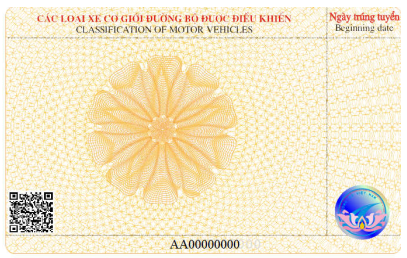 CÁC LOẠI XE CƠ GIỚI ĐƯỜNG BỘ ĐƯỢC ĐIỀU KHIỂN
CLASSIFICATION OF MOTOR VEHICLES
Ngày trúng tuyển
Beginning date
AA00000000